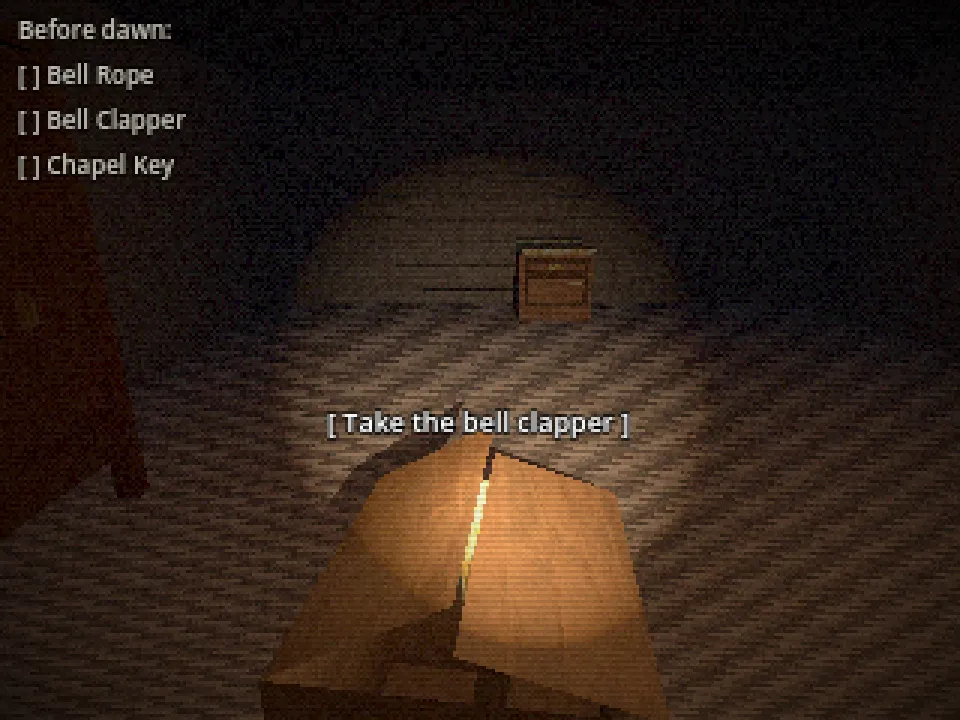 Before dawn:
[ ] Bell Rope
[ ] Bell Clapper
[ ] Chapel Key
[ Take the bell clapper ]